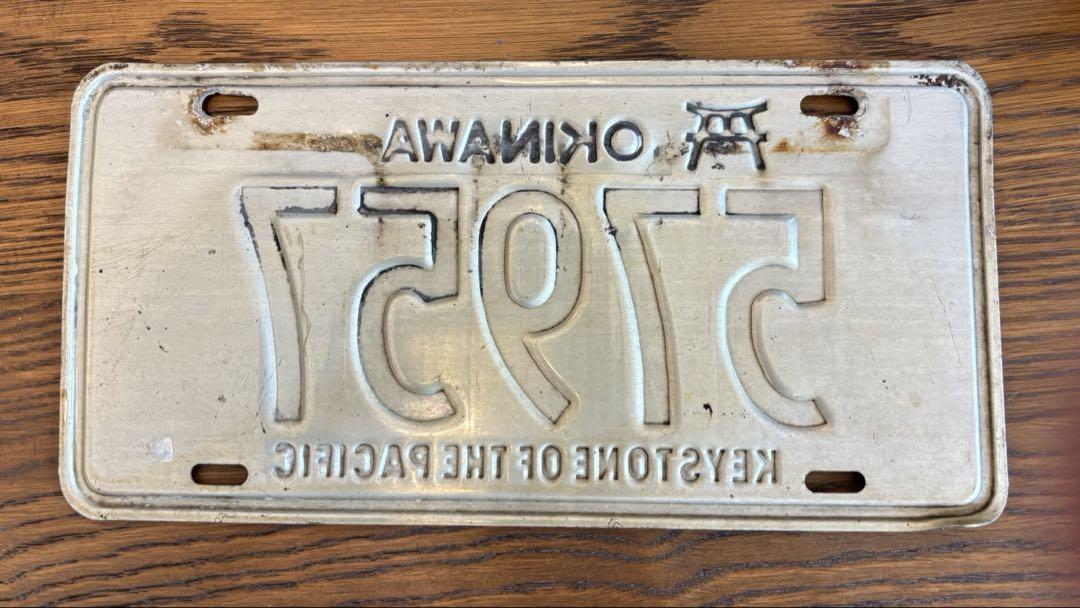 OKINAWA
57957
KEYSTONE OF THE PACIFIC